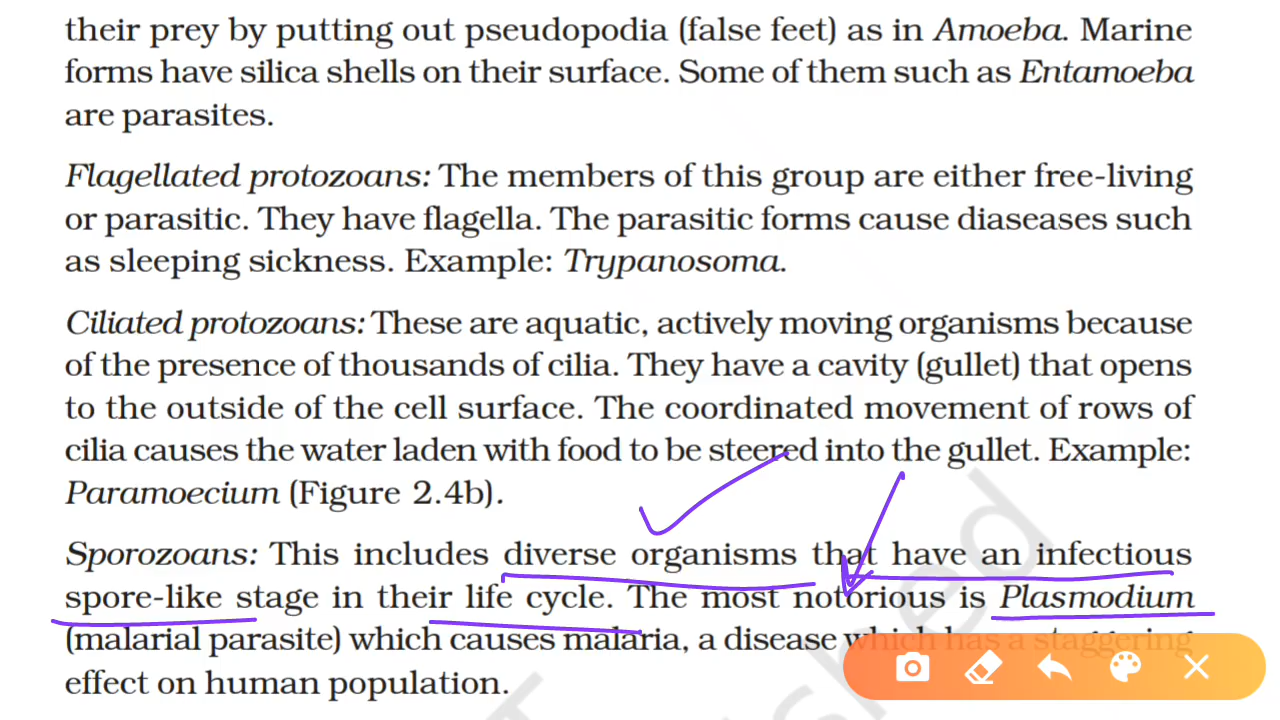 their prey by putting out pseudopodia (false feet) as in Amoeba. Marine
forms have silica shells on their surface. Some of them such as Entamoeba
are parasites.
Flagellated protozoans: The members of this group are either free-living
or parasitic. They have flagella. The parasitic forms cause diaseases such
as sleeping sickness. Example: Trypanosoma.
Ciliated protozoans: These are aquatic, actively moving organisms because
of the presence of thousands of cilia. They have a cavity (gullet) that opens
to the outside of the cell surface. The coordinated movement of rows of
cilia causes the water laden with food to be steered into the gullet. Example:
Paramoecium (Figure 2.4b).
Sporozoans: This includes diverse organisms that have an infectious
spore-like stage in their life cycle. The most notorious is Plasmodium
(malarial parasite) which causes malaria, a disease which has a staggering
effect on human population.